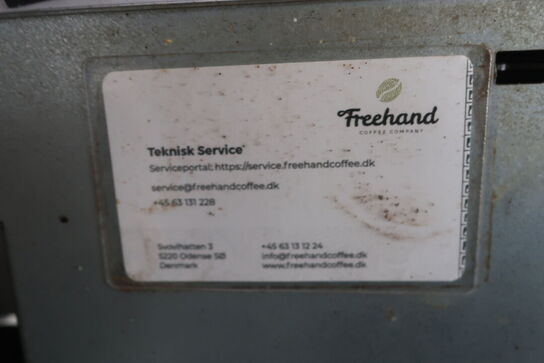 Freehand
COFFEE COMPANY
Teknisk Service
Serviceportal: https://service.freehandcoffee.dk
service@freehandcoffee.dk
+45 63 131 228
Svovlhatten 3
5220 Odense SØ
Denmark
+45 63 13 12 24
info@freehandcoffee.dk
www.freehandcoffee.dk